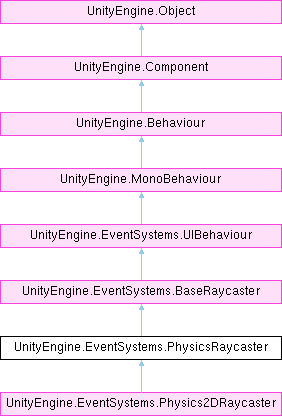 UnityEngine.Object
UnityEngine.Component
UnityEngine.Behaviour
UnityEngine.MonoBehaviour
UnityEngine.EventSystems.UIBehaviour
UnityEngine.EventSystems.BaseRaycaster
UnityEngine.EventSystems.PhysicsRaycaster
UnityEngine.EventSystems.Physics2DRaycaster